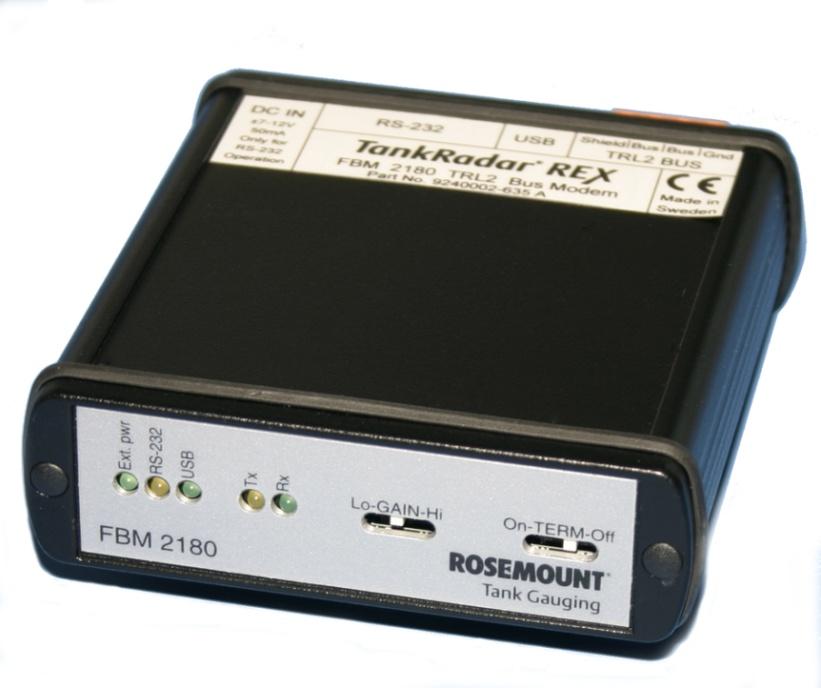 DC IN
±7-12V
50mA
Only for
RS-232
Operation
RS-232
USB
Shield Bus Bus Gnd
TRL2 BUS
TankRadar® REX
FBM 2180 TRL2 Bus Modem
Part No. 9240002-635 A
CE
Made in
Sweden
Ext. pwr
RS-232
USB
Tx
Rx
Lo-GAIN-Hi
On-TERM-Off
FBM 2180
ROSEMOUNT®
Tank Gauging